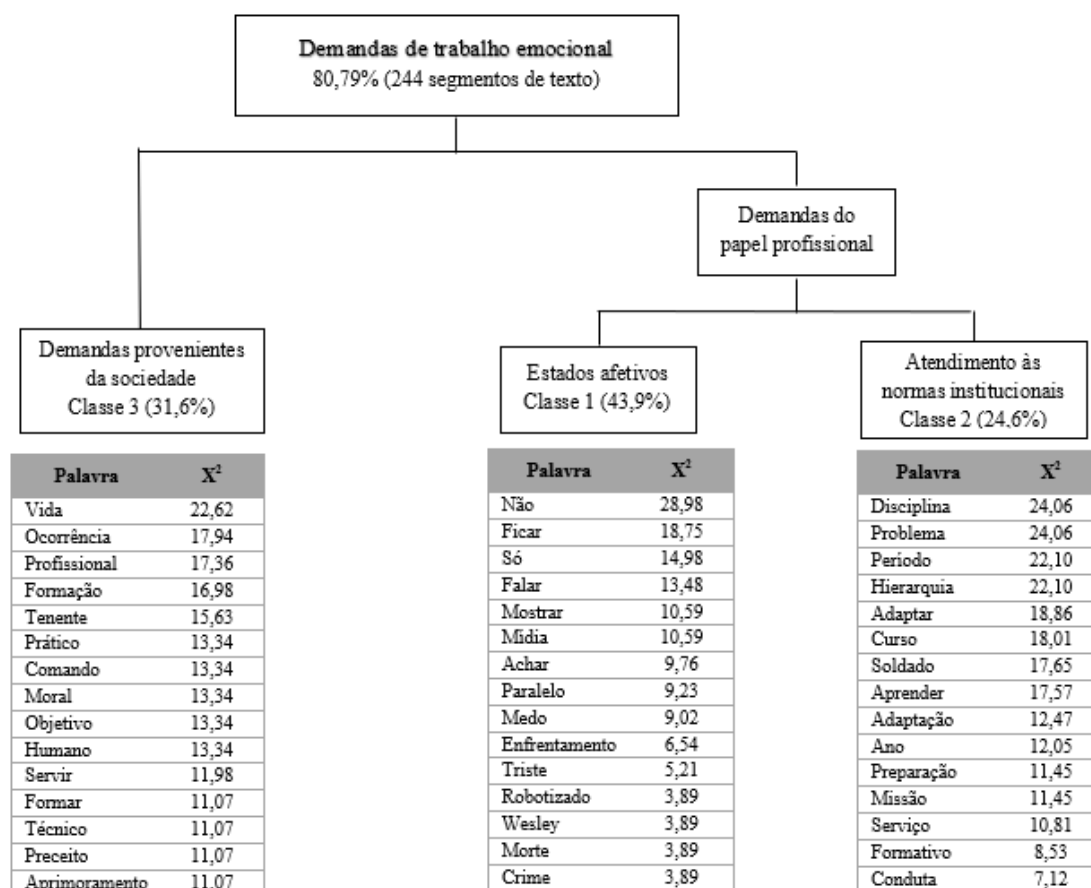 Demandas de trabalho emocional
80,79% (244 segmentos de texto)
Demandas do
papel profissional
Demandas provenientes
da sociedade
Classe 3 (31,6%)
Estados afetivos
Classe 1 (43,9%)
Atendimento às
normas institucionais
Classe 2 (24,6%)
Palavra X²
Vida 22,62
Ocorrência 17,94
Profissional 17,36
Formação 16,98
Tenente 15,63
Prático 13,34
Comando 13,34
Moral 13,34
Objetivo 13,34
Humano 13,34
Servir 11,98
Formar 11,07
Técnico 11,07
Preceito 11,07
Aprimoramento 11,07
Palavra X²
Não 28,98
Ficar 18,75
Só 14,98
Falar 13,48
Mostrar 10,59
Mídia 10,59
Achar 9,76
Paralelo 9,23
Medo 9,02
Enfrentamento 6,54
Triste 5,21
Robotizado 3,89
Wesley 3,89
Morte 3,89
Crime 3,89
Palavra X²
Disciplina 24,06
Problema 24,06
Período 22,10
Hierarquia 22,10
Adaptar 18,86
Curso 18,01
Soldado 17,65
Aprender 17,57
Adaptação 12,47
Ano 12,05
Preparação 11,45
Missão 11,45
Serviço 10,81
Formativo 8,53
Conduta 7,12